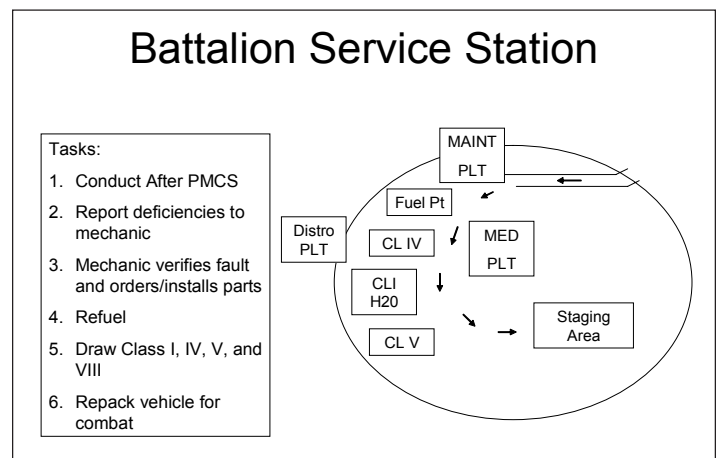 Battalion Service Station
Tasks:
1. Conduct After PMCS
2. Report deficiencies to
mechanic
3. Mechanic verifies fault
and orders/installs parts
4. Refuel
5. Draw Class I, IV, V, and
VIII
6. Repack vehicle for
combat
MAINT
PLT
Fuel Pt
Distro
PLT
CL IV
MED
PLT
CLI
H20
CL V
Staging
Area